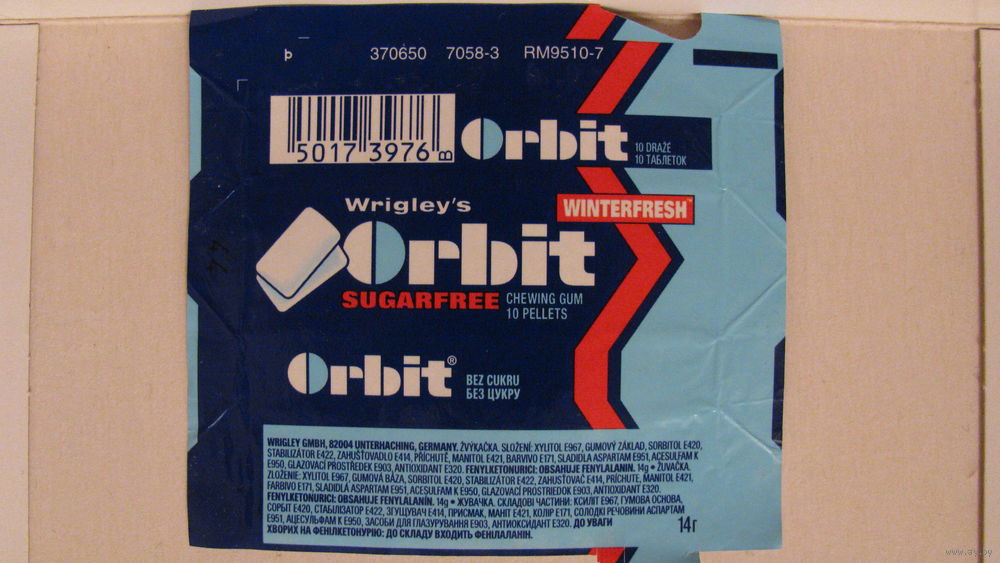 370650 7058-3 RM9510-7
5017 3976 B
Orbit
10 DRAŽÉ
10 ТАБЛЕТОК
Wrigley's
WINTERFRESH™
Orbit
SUGARFREE
CHEWING GUM
10 PELLETS
Orbit®
BEZ CUKRU
БЕЗ ЦУКРУ
WRIGLEY GMBH, 82004 UNTERHACHING, GERMANY. ŽVÝKAČKA. SLOŽENÍ: XYLITOL E967, GUMOVÝ ZÁKLAD, SORBITOL E420,
STABILIZÁTOR E422, ZAHUŠŤOVADLO E414, PŘÍCHUTĚ, MANITOL E421, BARVIVO E171, SLADIDLA ASPARTAM E951, ACESULFAM K
E950, GLAZOVACÍ PROSTŘEDEK E903, ANTIOXIDANT E320. FENYLKETONURICI: OBSAHUJE FENYLALANIN. 14g • ŽUVAČKA.
ZLOŽENIE: XYLITOL E967, GUMOVÁ BÁZA, SORBITOL E420, STABILIZÁTOR E422, ZAHUSŤOVAČ E414, PRÍCHUTE, MANITOL E421,
FARBIVO E171, SLADIDLÁ ASPARTAM E951, ACESULFAM K E950, GLAZOVACÍ PROSTRIEDOK E903, ANTIOXIDANT E320.
FENYLKETONURICI: OBSAHUJE FENYLALANÍN. 14g • ЖУВАЧКА. СКЛАДОВІ ЧАСТИНИ: КСИЛІТ E967, ГУМОВА ОСНОВА,
СОРБІТ E420, СТАБІЛІЗАТОР E422, ЗГУЩУВАЧ E414, ПРИСМАК, МАНІТ E421, КОЛІР E171, СОЛОДКІ РЕЧОВИНИ АСПАРТАМ
E951, АЦЕСУЛЬФАМ К E950, ЗАСОБИ ДЛЯ ГЛАЗУРУВАННЯ E903, АНТИОКСИДАНТ E320. ДО УВАГИ
ХВОРИХ НА ФЕНІЛКЕТОНУРІЮ: ДО СКЛАДУ ВХОДИТЬ ФЕНІЛАЛАНІН.
14г
www.ay.by